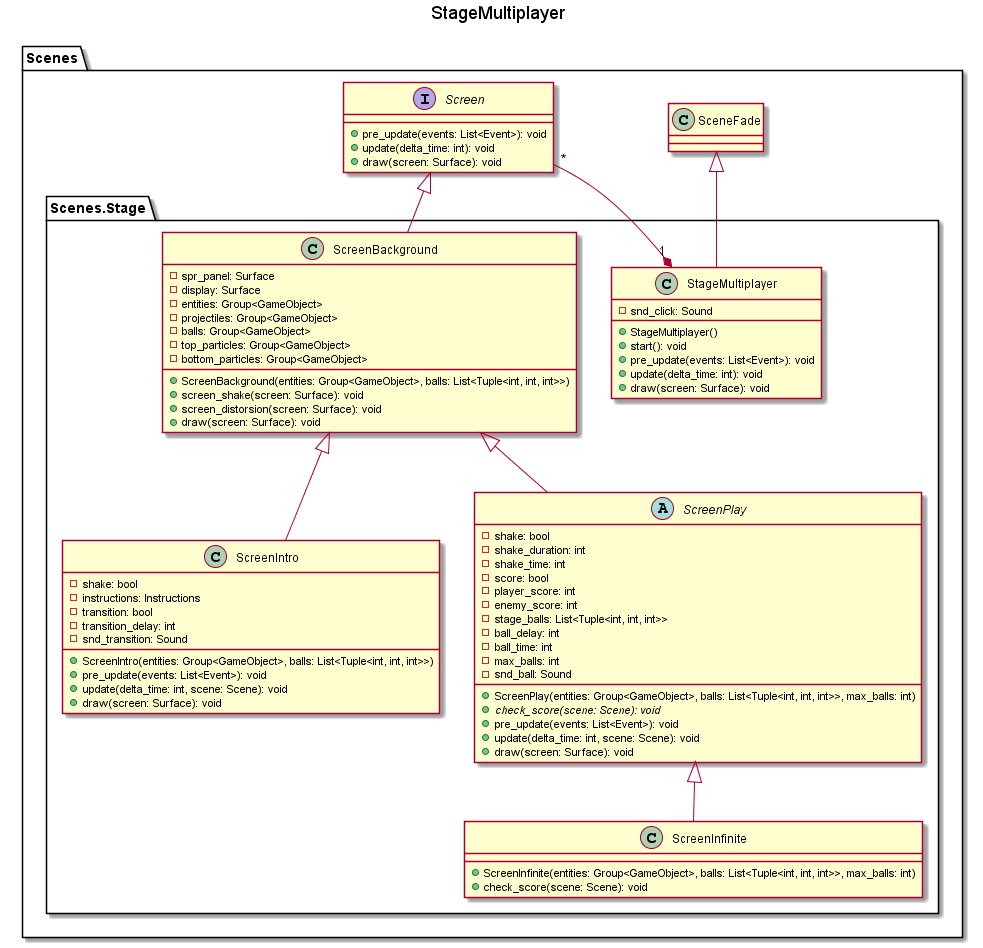 StageMultiplayer
Scenes
I Screen
pre_update(events: List<Event>): void
update(delta_time: int): void
draw(screen: Surface): void
C SceneFade
*
1
Scenes.Stage
C ScreenBackground
spr_panel: Surface
display: Surface
entities: Group<GameObject>
projectiles: Group<GameObject>
balls: Group<GameObject>
top_particles: Group<GameObject>
bottom_particles: Group<GameObject>
ScreenBackground(entities: Group<GameObject>, balls: List<Tuple<int, int, int>>)
screen_shake(screen: Surface): void
screen_distorsion(screen: Surface): void
draw(screen: Surface): void
C StageMultiplayer
snd_click: Sound
StageMultiplayer()
start(): void
pre_update(events: List<Event>): void
update(delta_time: int): void
draw(screen: Surface): void
C ScreenIntro
shake: bool
instructions: Instructions
transition: bool
transition_delay: int
snd_transition: Sound
ScreenIntro(entities: Group<GameObject>, balls: List<Tuple<int, int, int>>)
pre_update(events: List<Event>): void
update(delta_time: int, scene: Scene): void
draw(screen: Surface): void
A ScreenPlay
shake: bool
shake_duration: int
shake_time: int
score: bool
player_score: int
enemy_score: int
stage_balls: List<Tuple<int, int, int>>
ball_delay: int
ball_time: int
max_balls: int
snd_ball: Sound
ScreenPlay(entities: Group<GameObject>, balls: List<Tuple<int, int, int>>, max_balls: int)
check_score(scene: Scene): void
pre_update(events: List<Event>): void
update(delta_time: int, scene: Scene): void
draw(screen: Surface): void
C ScreenInfinite
ScreenInfinite(entities: Group<GameObject>, balls: List<Tuple<int, int, int>>, max_balls: int)
check_score(scene: Scene): void